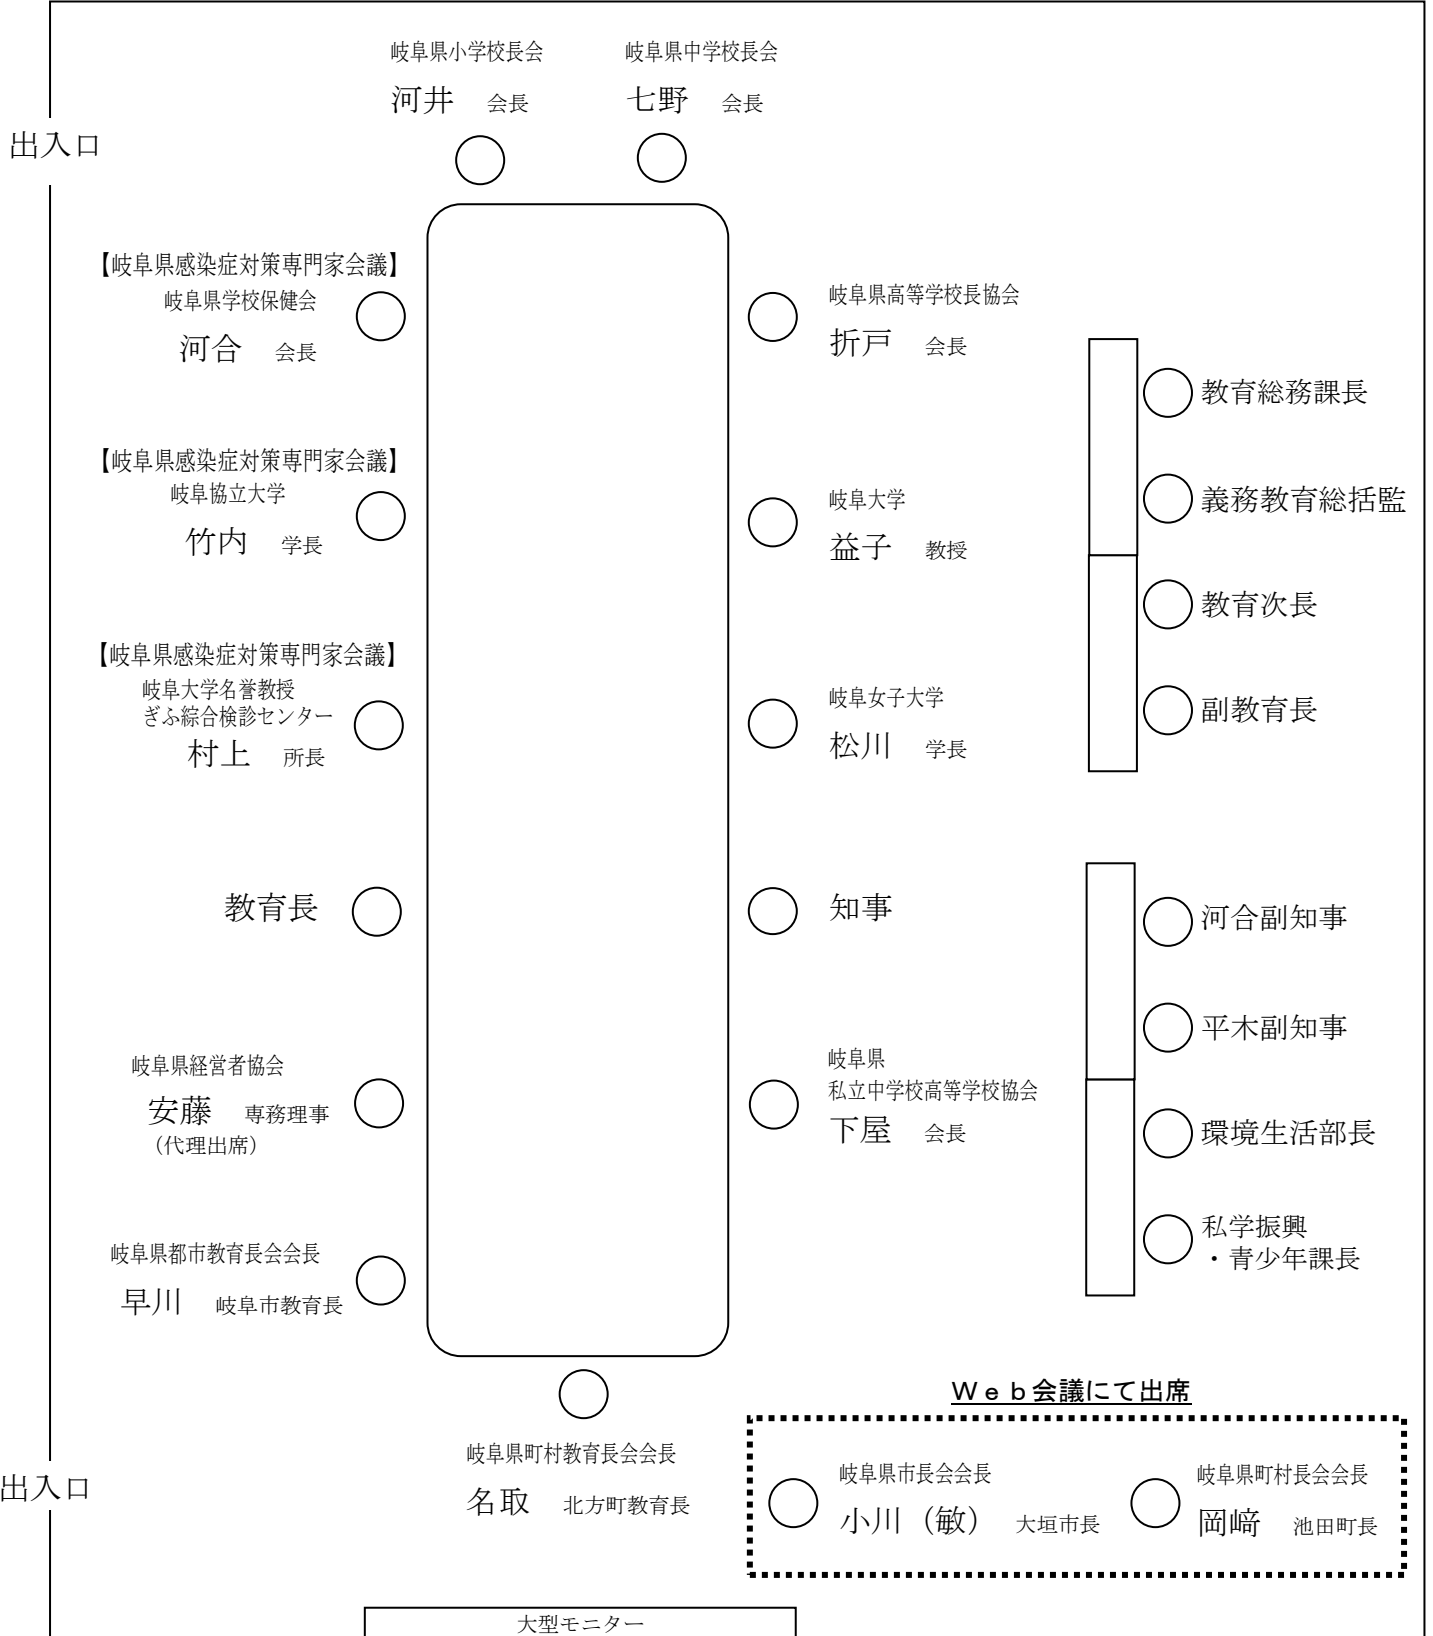 岐阜県小学校長会
河井　会長
岐阜県中学校長会
七野　会長
出入口
【岐阜県感染症対策専門家会議】
岐阜県学校保健会
河合　会長
岐阜県高等学校長協会
折戸　会長
教育総務課長
【岐阜県感染症対策専門家会議】
岐阜協立大学
竹内　学長
岐阜大学
益子　教授
義務教育総括監
教育次長
【岐阜県感染症対策専門家会議】
岐阜大学名誉教授
ぎふ綜合検診センター
村上　所長
岐阜女子大学
松川　学長
副教育長
教育長
知事
河合副知事
平木副知事
岐阜県経営者協会
安藤　専務理事
（代理出席）
岐阜県
私立中学校高等学校協会
下屋　会長
環境生活部長
私学振興
・青少年課長
岐阜県都市教育長会会長
早川　岐阜市教育長
岐阜県町村教育長会会長
名取　北方町教育長
Ｗｅｂ会議にて出席
岐阜県市長会会長
小川（敏）　大垣市長
岐阜県町村長会会長
岡﨑　池田町長
出入口
大型モニター